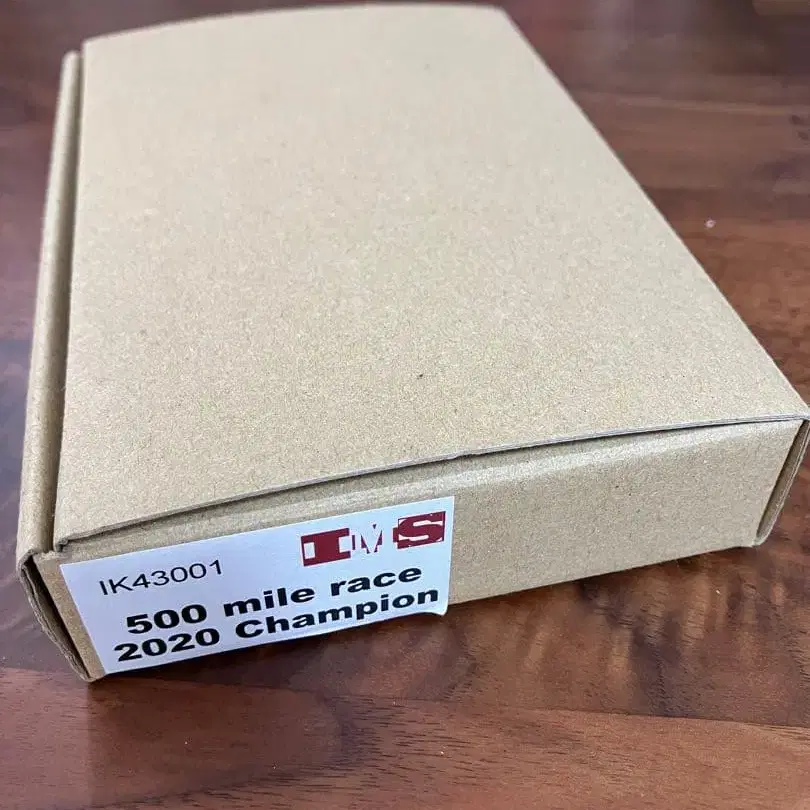 IMS
IK43001
500 mile race
2020 Champion